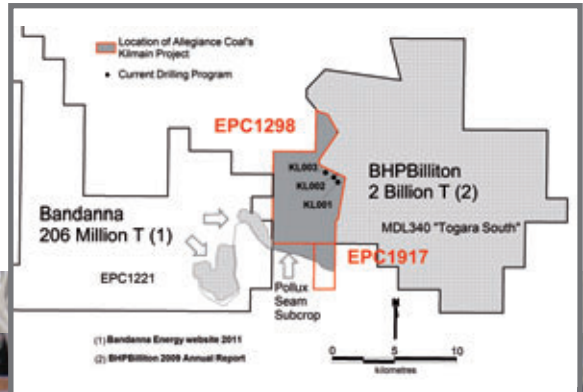 Location of Allegiance Coal's
Kilmain Project
Current Drilling Program
EPC1298
KL003
KL002
KL001
BHPBilliton
2 Billion T (2)
MDL340 "Togara South"
Bandanna
206 Million T (1)
EPC1221
EPC1917
Pollux
Seam
Subcrop
(1) Bandanna Energy website 2011
(2) BHPBilliton 2009 Annual Report
N
0 5 10
kilometres